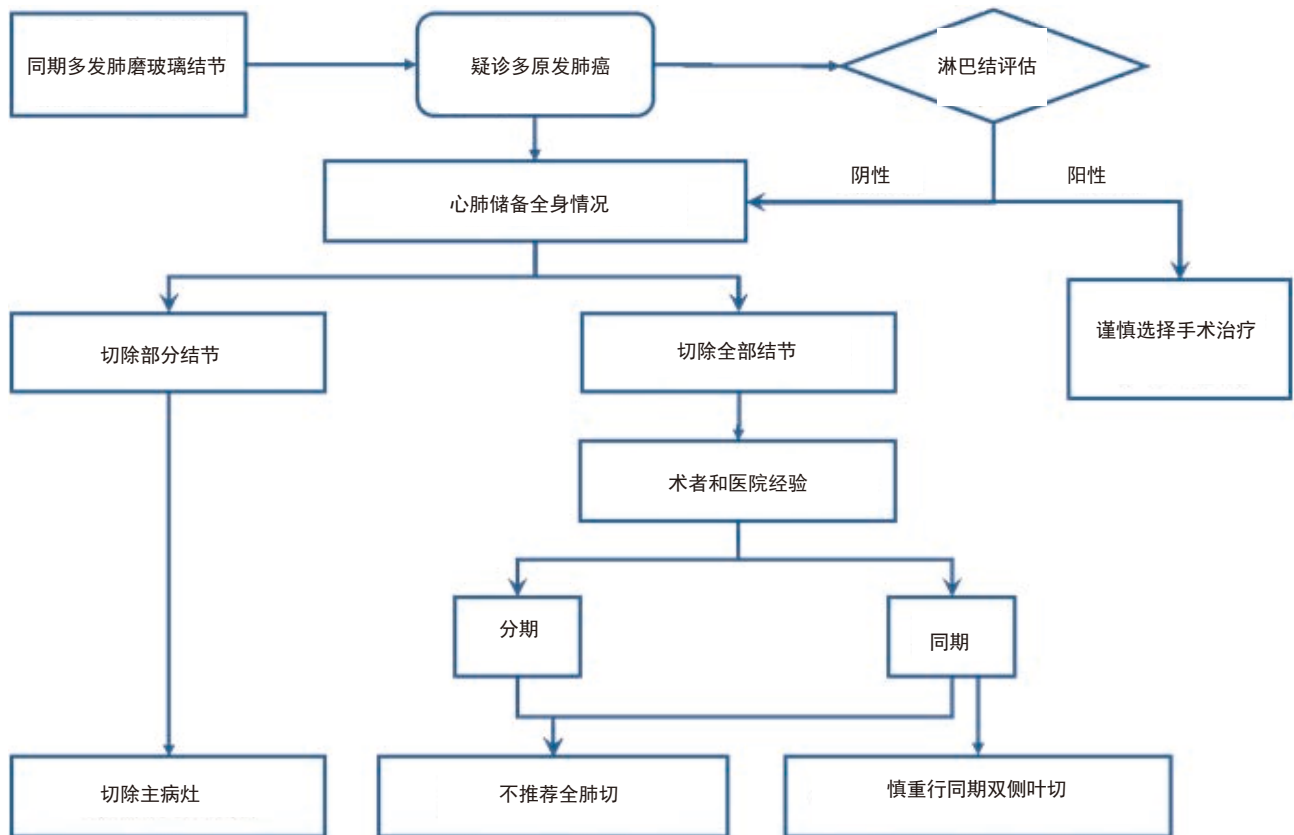 同期多发肺磨玻璃结节
疑诊多原发肺癌
淋巴结评估
阴性
阳性
心肺储备全身情况
切除部分结节
切除全部结节
谨慎选择手术治疗
术者和医院经验
分期
同期
切除主病灶
不推荐全肺切
慎重行同期双侧叶切